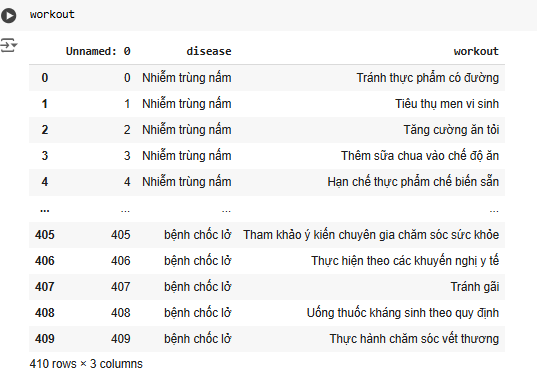 workout
Unnamed: 0 disease workout
0 0 Nhiễm trùng nấm Tránh thực phẩm có đường
1 1 Nhiễm trùng nấm Tiêu thụ men vi sinh
2 2 Nhiễm trùng nấm Tăng cường ăn tỏi
3 3 Nhiễm trùng nấm Thêm sữa chua vào chế độ ăn
4 4 Nhiễm trùng nấm Hạn chế thực phẩm chế biến sẵn
... ... ... ...
405 405 bệnh chốc lở Tham khảo ý kiến chuyên gia chăm sóc sức khỏe
406 406 bệnh chốc lở Thực hiện theo các khuyến nghị y tế
407 407 bệnh chốc lở Tránh gãi
408 408 bệnh chốc lở Uống thuốc kháng sinh theo quy định
409 409 bệnh chốc lở Thực hành chăm sóc vết thương
410 rows × 3 columns